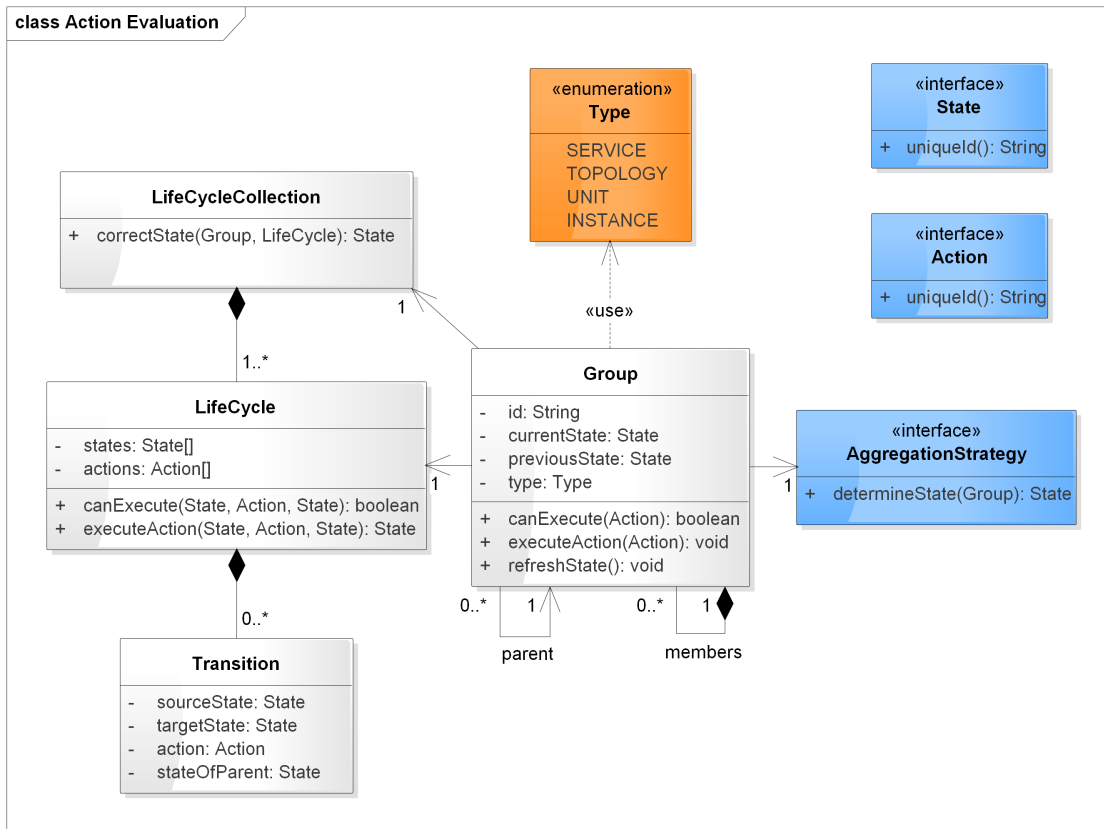 class Action Evaluation
«enumeration»
Type
SERVICE
TOPOLOGY
UNIT
INSTANCE
«interface»
State
+ uniqueId(): String
«interface»
Action
+ uniqueId(): String
LifeCycleCollection
+ correctState(Group, LifeCycle): State
1
«use»
1..*
LifeCycle
- states: State[]
- actions: Action[]
+ canExecute(State, Action, State): boolean
+ executeAction(State, Action, State): State
1
Group
- id: String
- currentState: State
- previousState: State
- type: Type
+ canExecute(Action): boolean
+ executeAction(Action): void
+ refreshState(): void
1
«interface»
AggregationStrategy
+ determineState(Group): State
0..* 1
parent
0..* 1
members
0..*
Transition
- sourceState: State
- targetState: State
- action: Action
- stateOfParent: State